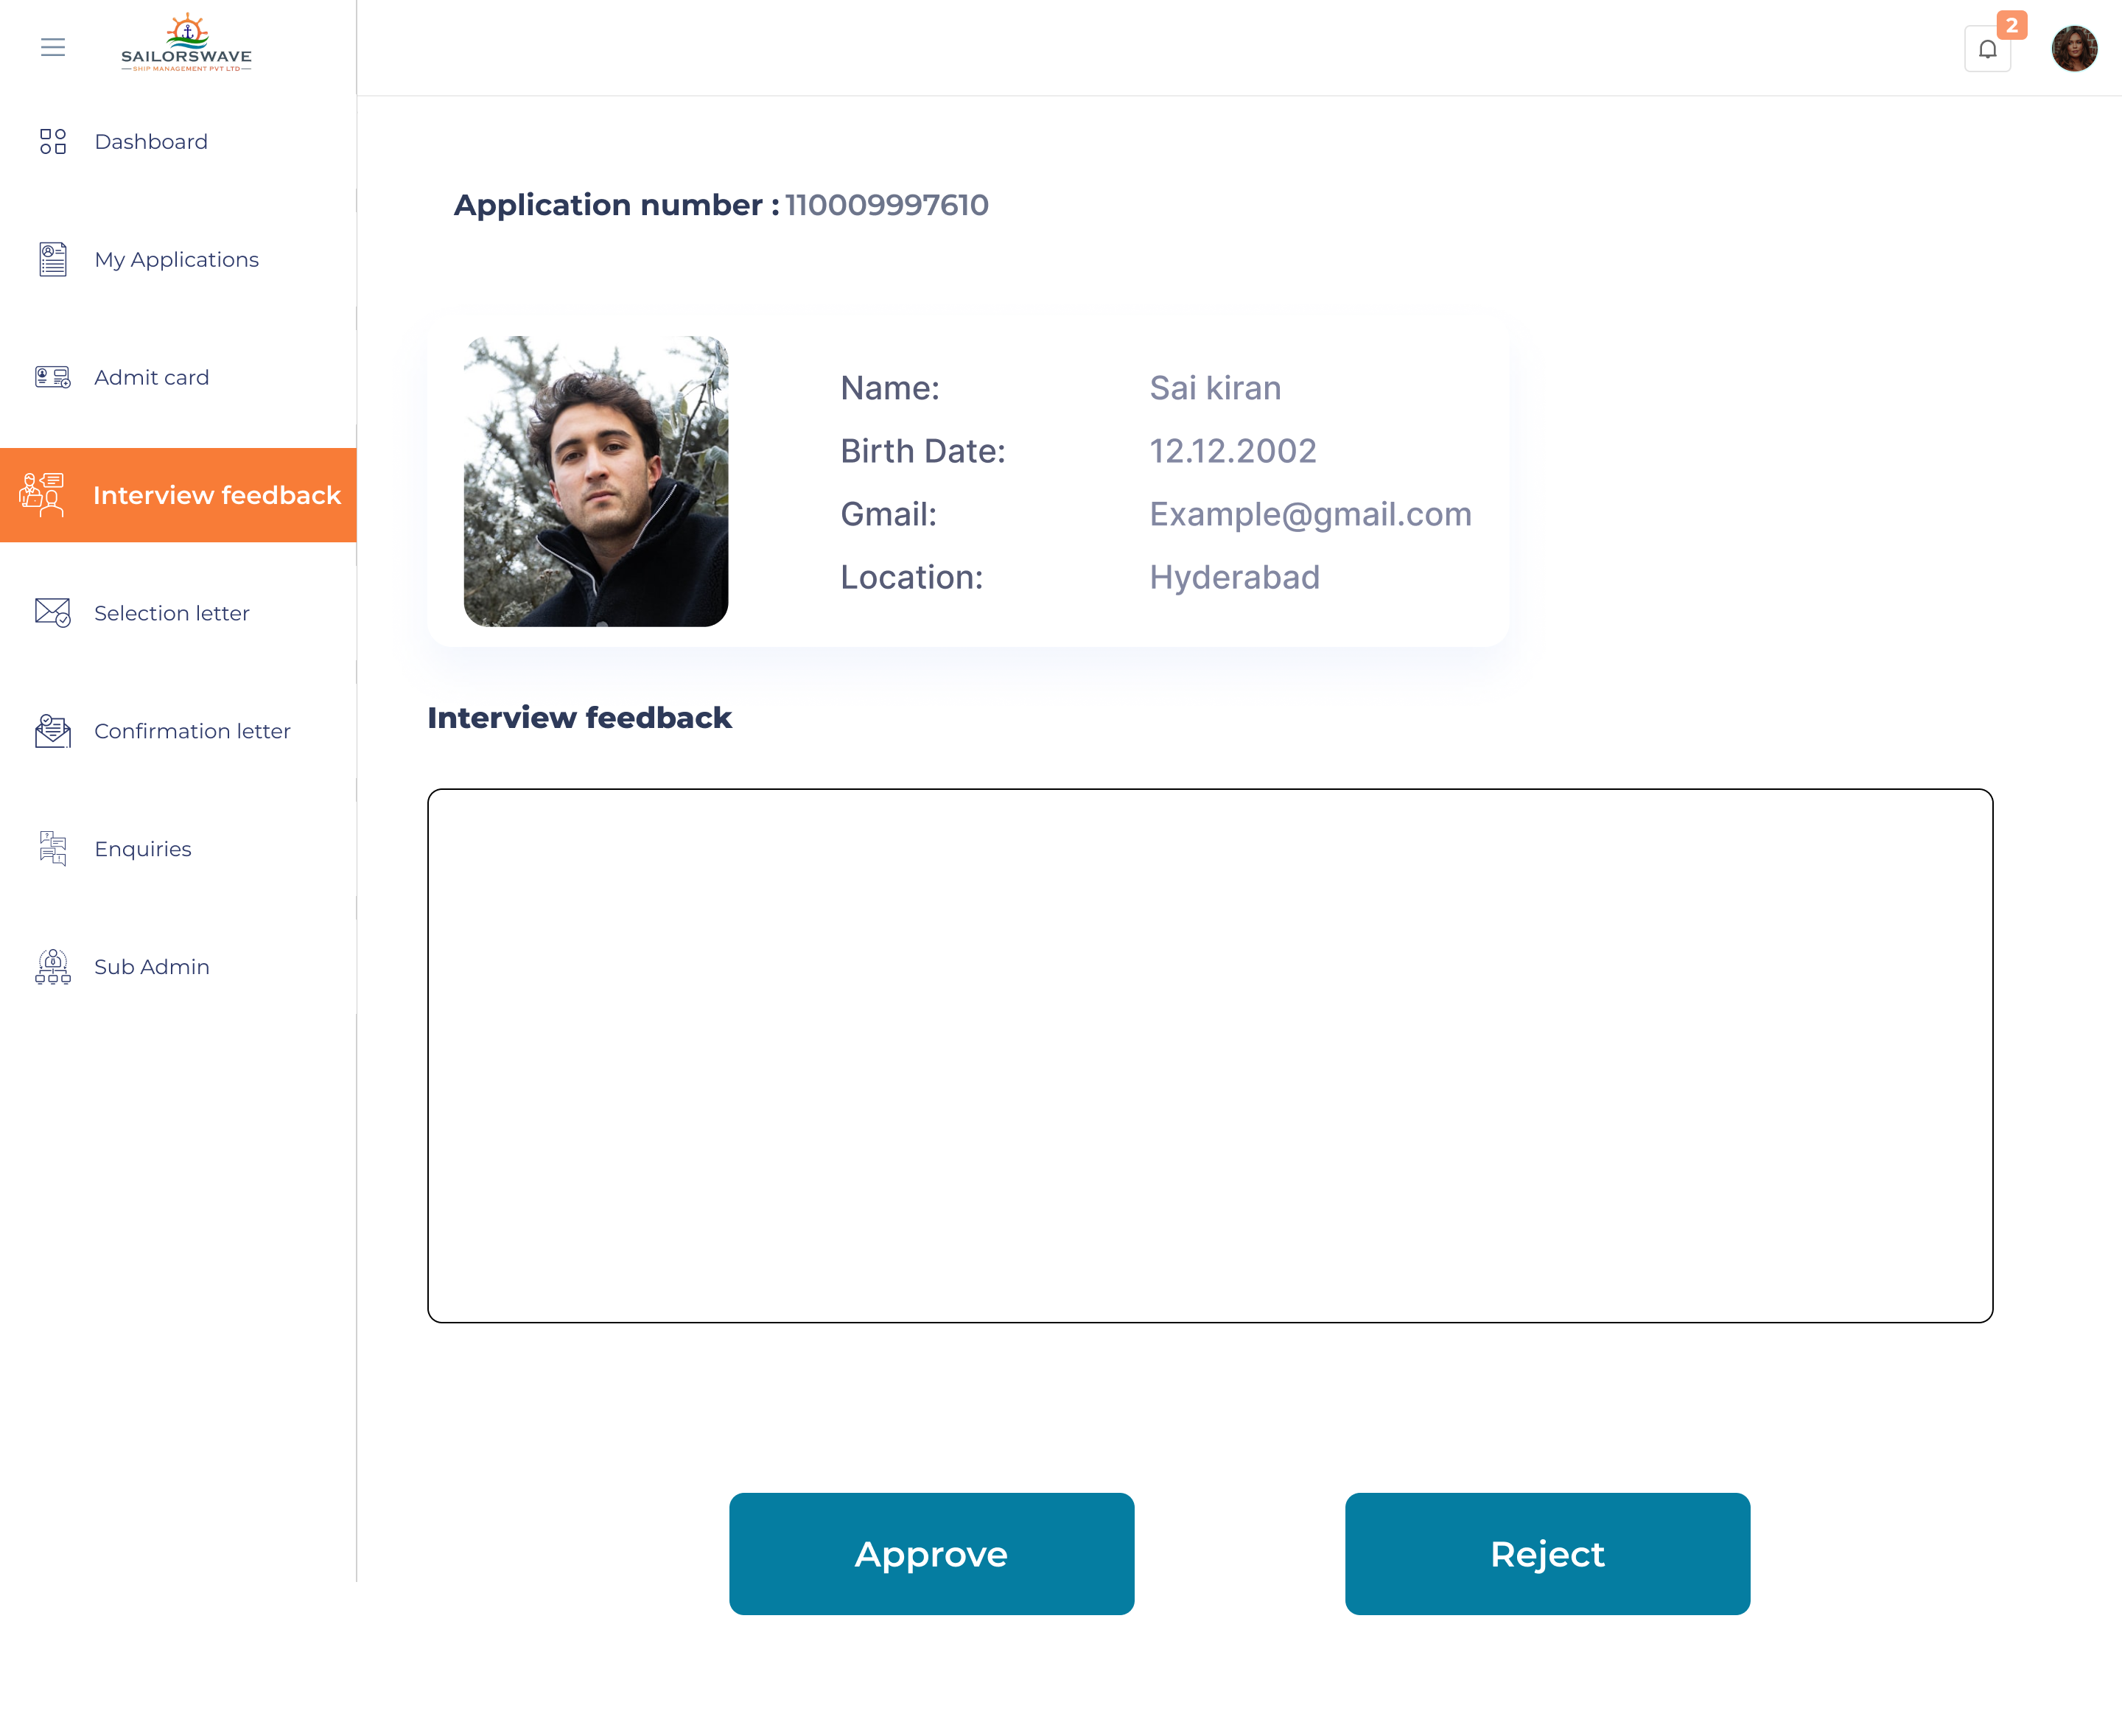 SAILORSWAVE
SHIP MANAGEMENT PVT LTD
2
Dashboard
My Applications
Admit card
Interview feedback
Selection letter
Confirmation letter
Enquiries
Sub Admin
Application number : 110009997610
Name: Sai kiran
Birth Date: 12.12.2002
Gmail: Example@gmail.com
Location: Hyderabad
Interview feedback
Approve
Reject